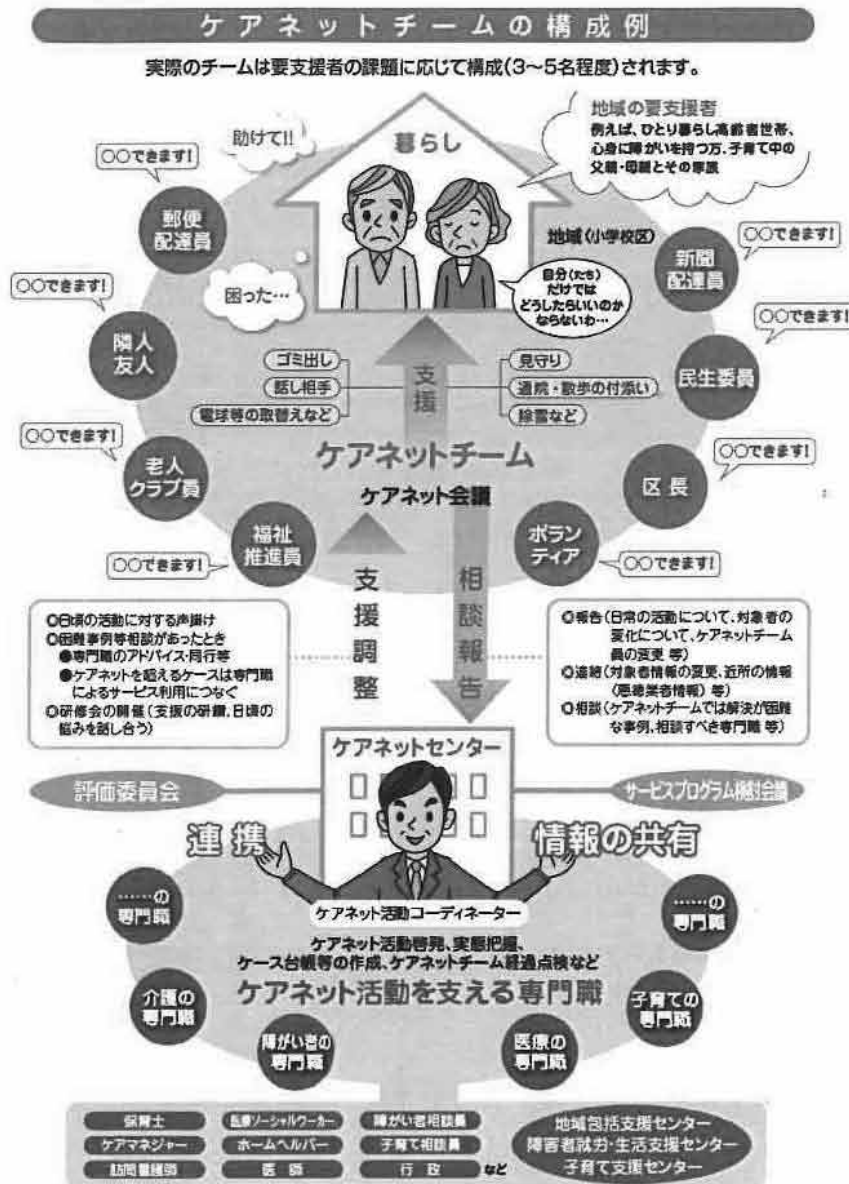 ケアネットチームの構成例
実際のチームは要支援者の課題に応じて構成(3〜5名程度)されます。
地域の要支援者
例えば、ひとり暮らし高齢者世帯、
心身に障がいを持つ方、子育て中の
父親・母親とその家族
助けて!!
暮らし
〇〇できます!
郵便
配達員
地域(小学校区)
〇〇できます!
新聞
配達員
困った…
自分(たち)
だけでは
どうしたらいいのか
ならないわ…
〇〇できます!
隣人
友人
〇〇できます!
民生委員
ゴミ出し
話し相手
電球等の取替えなど
支援
見守り
通院・散歩の付添い
除雪など
〇〇できます!
老人
クラブ員
ケアネットチーム
ケアネット会議
〇〇できます!
区長
〇〇できます!
福祉
推進員
ボラン
ティア
〇〇できます!
支援調整
相談報告
◎日頃の活動に対する声掛け
◎困難事例等相談があったとき
●専門職のアドバイス・同行等
●ケアネットを超えるケースは専門職
によるサービス利用につなぐ
◎研修会の開催(支援の研鑽、日頃の
悩みを話し合う)
◎報告(日常の活動について、対象者の
変化について、ケアネットチーム
員の変更 等)
◎連絡(対象者情報の変更、近所の情報
(悪徳業者情報) 等)
◎相談(ケアネットチームでは解決が困難
な事例、相談すべき専門職 等)
ケアネットセンター
評価委員会
サービスプログラム検討会議
連携
情報の共有
ケアネット活動コーディネーター
……の
専門職
……の
専門職
ケアネット活動啓発、実態把握、
ケース台帳等の作成、ケアネットチーム経過点検など
ケアネット活動を支える専門職
介護の
専門職
障がい者の
専門職
医療の
専門職
子育ての
専門職
保育士
医療ソーシャルワーカー
障がい者相談員
ケアマネジャー
ホームヘルパー
子育て相談員
訪問看護師
医師
行政
など
地域包括支援センター
障害者就労・生活支援センター
子育て支援センター